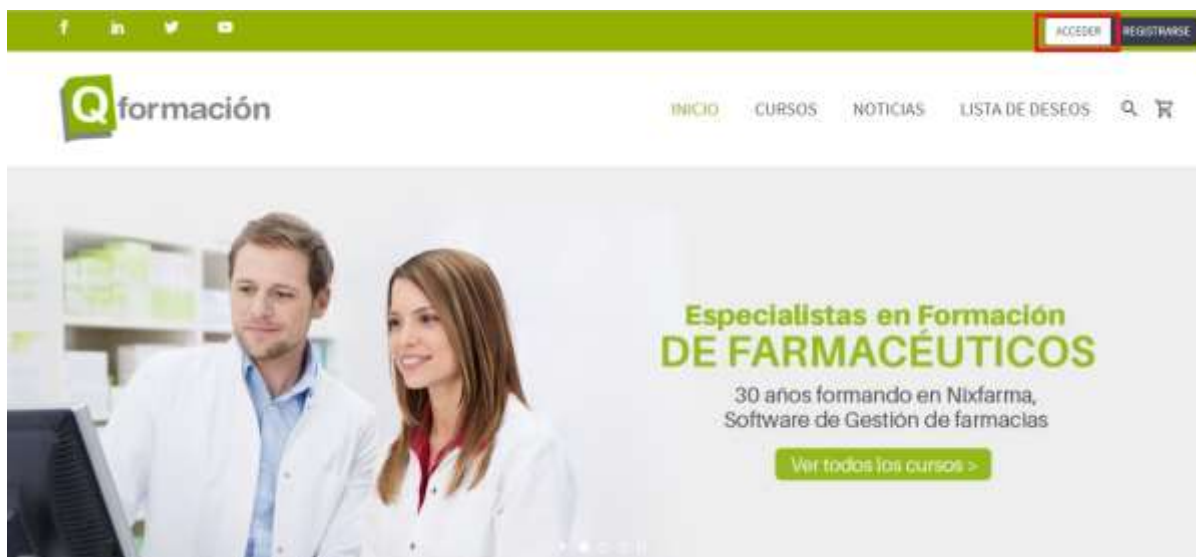 ACCEDER REGISTRARSE
Q formación
INICIO CURSOS NOTICIAS LISTA DE DESEOS
Especialistas en Formación
DE FARMACÉUTICOS
30 años formando en Nixfarma,
Software de Gestión de farmacias
Ver todos los cursos >